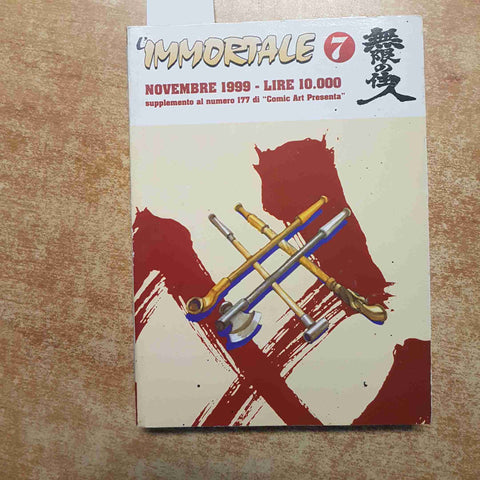 L'IMMORTALE 7
無限の住人
NOVEMBRE 1999 - LIRE 10.000
supplemento al numero 177 di "Comic Art Presenta"